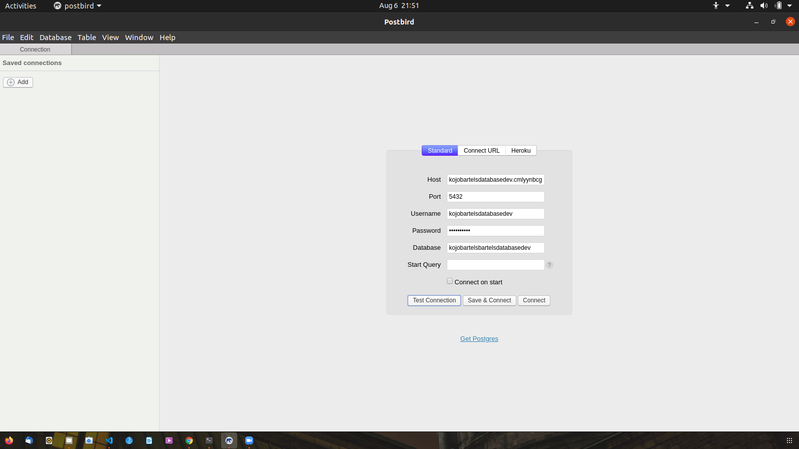 Activities postbird Aug 6 21:51
Postbird
File Edit Database Table View Window Help
Connection
Saved connections
Add
Standard Connect URL Heroku
Host kojobartelsdatabasedev.cmlyynbcg
Port 5432
Username kojobartelsdatabasedev
Password ••••••••••
Database kojobartelsbartelsdatabasedev
Start Query ?
Connect on start
Test Connection Save & Connect Connect
Get Postgres